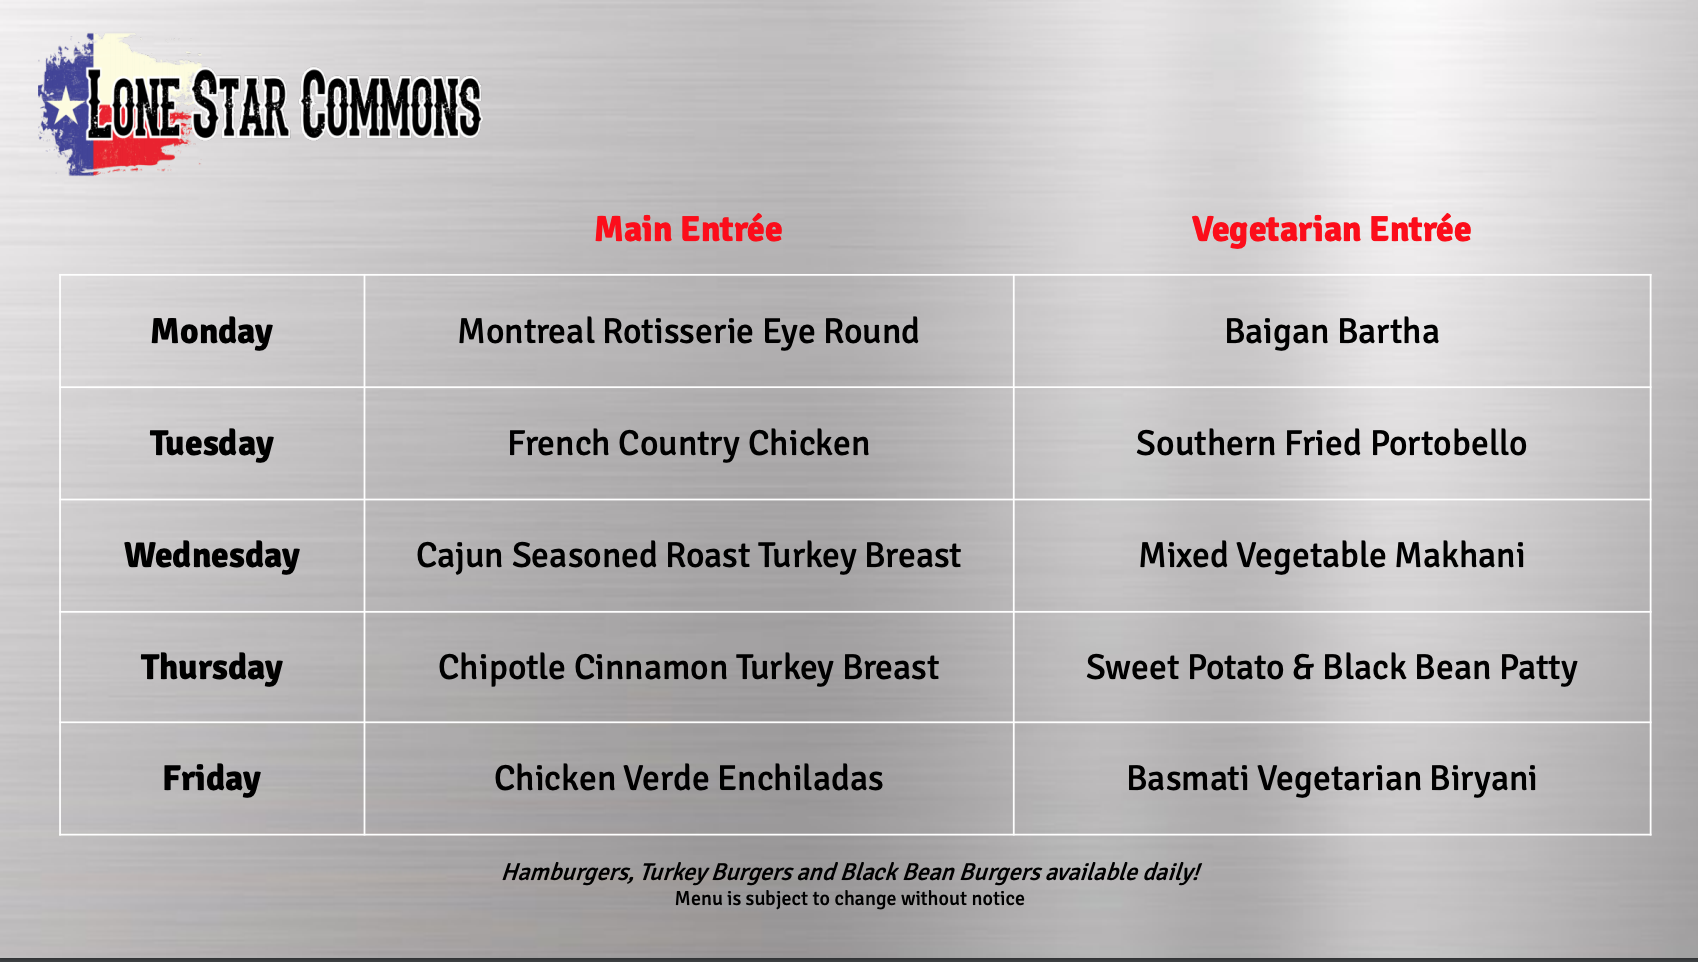 Lone Star Commons
Main Entrée Vegetarian Entrée
Monday Montreal Rotisserie Eye Round Baigan Bartha
Tuesday French Country Chicken Southern Fried Portobello
Wednesday Cajun Seasoned Roast Turkey Breast Mixed Vegetable Makhani
Thursday Chipotle Cinnamon Turkey Breast Sweet Potato & Black Bean Patty
Friday Chicken Verde Enchiladas Basmati Vegetarian Biryani
Hamburgers, Turkey Burgers and Black Bean Burgers available daily!
Menu is subject to change without notice